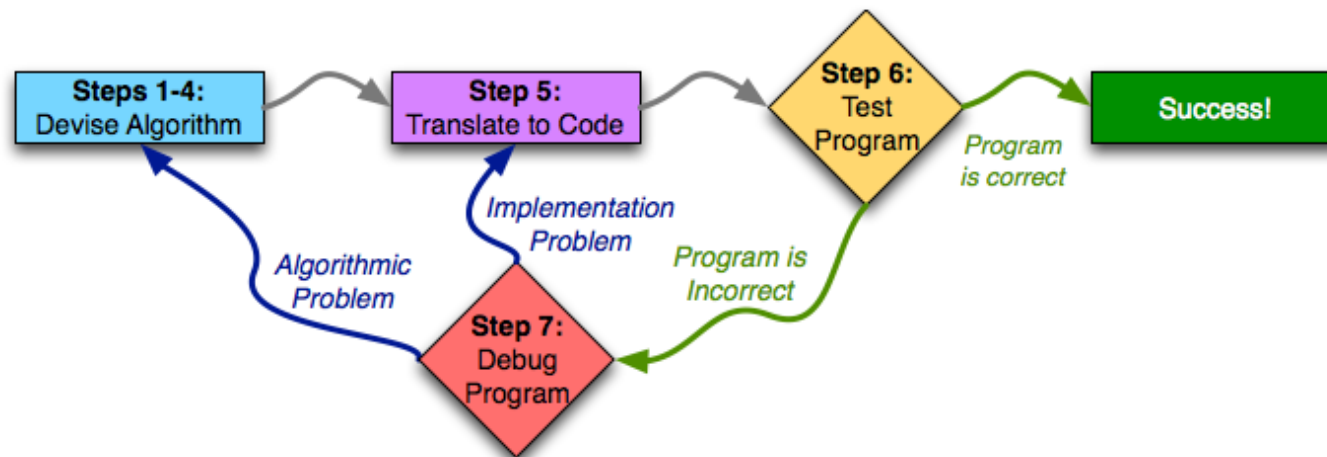 Steps 1-4:
Devise Algorithm
Step 5:
Translate to Code
Step 6:
Test
Program
Success!
Program
is correct
Implementation
Problem
Program is
Incorrect
Algorithmic
Problem
Step 7:
Debug
Program